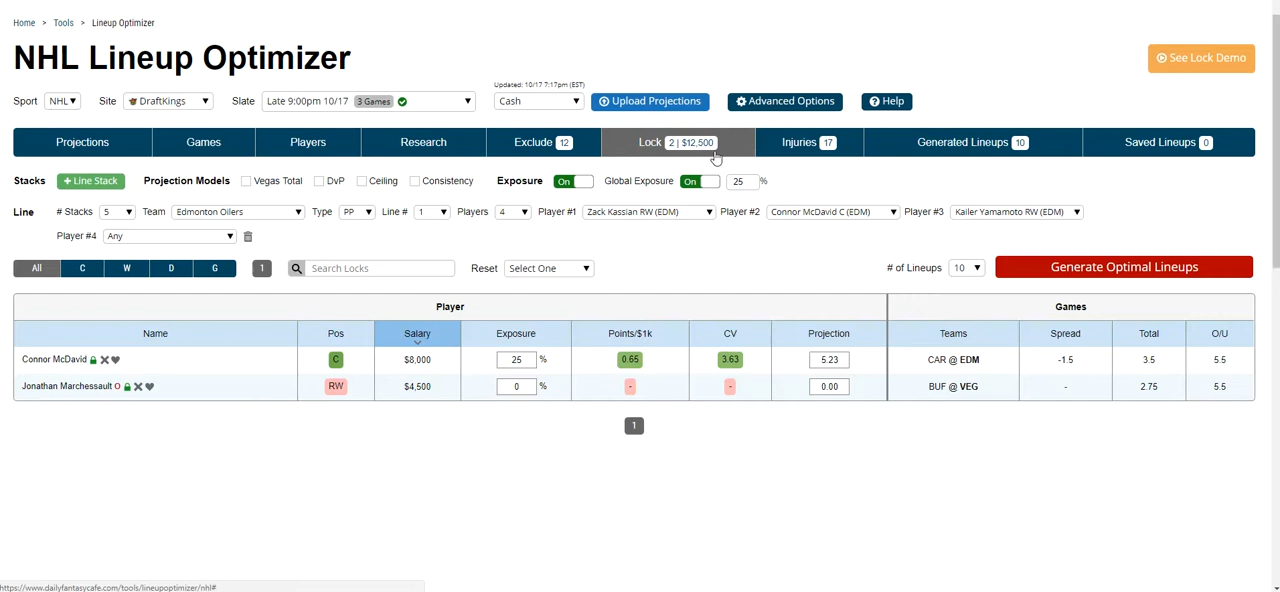 Home > Tools > Lineup Optimizer
NHL Lineup Optimizer
See Lock Demo
Updated: 10/17 7:17pm (EST)
Sport NHL Site DraftKings Slate Late 9:00pm 10/17 3 Games Cash Upload Projections Advanced Options Help
Projections Games Players Research Exclude 12 Lock 2 | $12,500 Injuries 17 Generated Lineups 10 Saved Lineups 0
Stacks + Line Stack Projection Models Vegas Total DvP Ceiling Consistency Exposure On Global Exposure On 25 %
Line # Stacks 5 Team Edmonton Oilers Type PP Line # 1 Players 4 Player #1 Zack Kassian RW (EDM) Player #2 Connor McDavid C (EDM) Player #3 Kailer Yamamoto RW (EDM)
Player #4 Any
All C W D G 1 Search Locks Reset Select One # of Lineups 10 Generate Optimal Lineups
Player Games
Name Pos Salary Exposure Points/$1k CV Projection Teams Spread Total O/U
Connor McDavid C $8,000 25 % 0.65 3.63 5.23 CAR @ EDM -1.5 3.5 5.5
Jonathan Marchessault O RW $4,500 0 % - - 0.00 BUF @ VEG - 2.75 5.5
1
https://www.dailyfantasycafe.com/tools/lineupoptimizer/nhl#